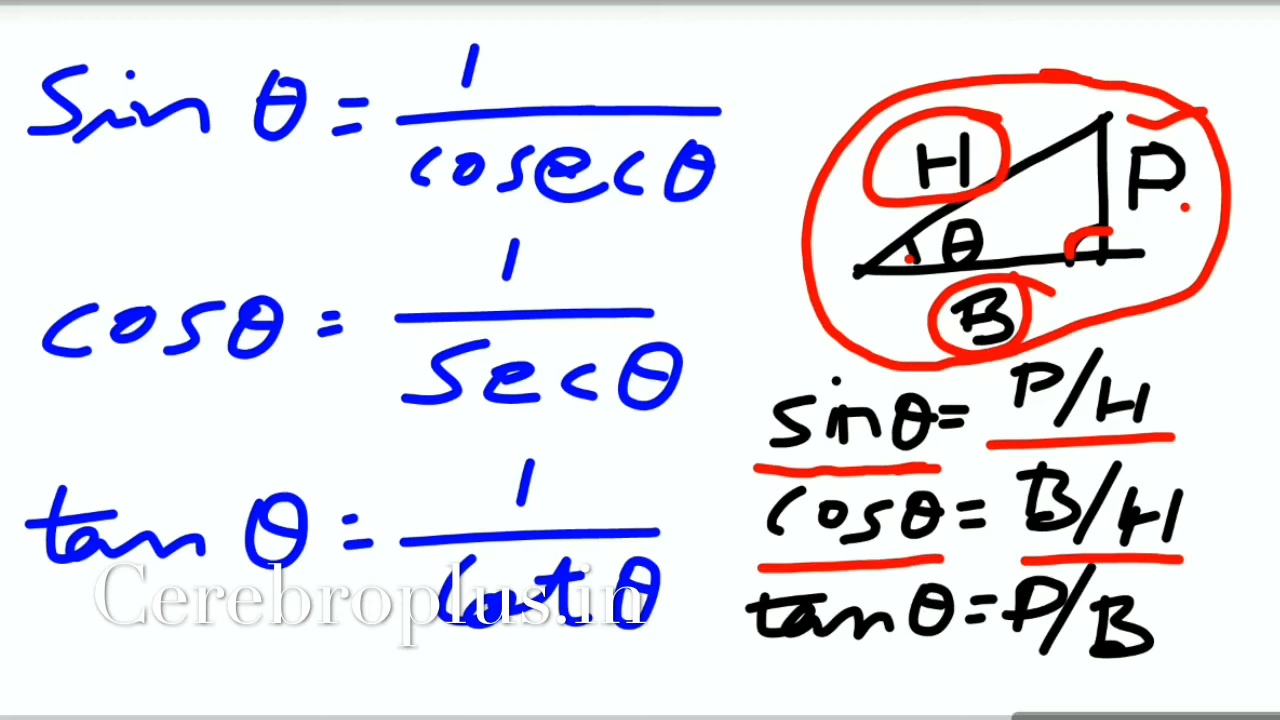 sin θ = 1/cosec θ
cos θ = 1/sec θ
tan θ = 1/cot θ
Cerebroplus.in
H
P
θ
B
sin θ = P/H
cos θ = B/H
tan θ = P/B